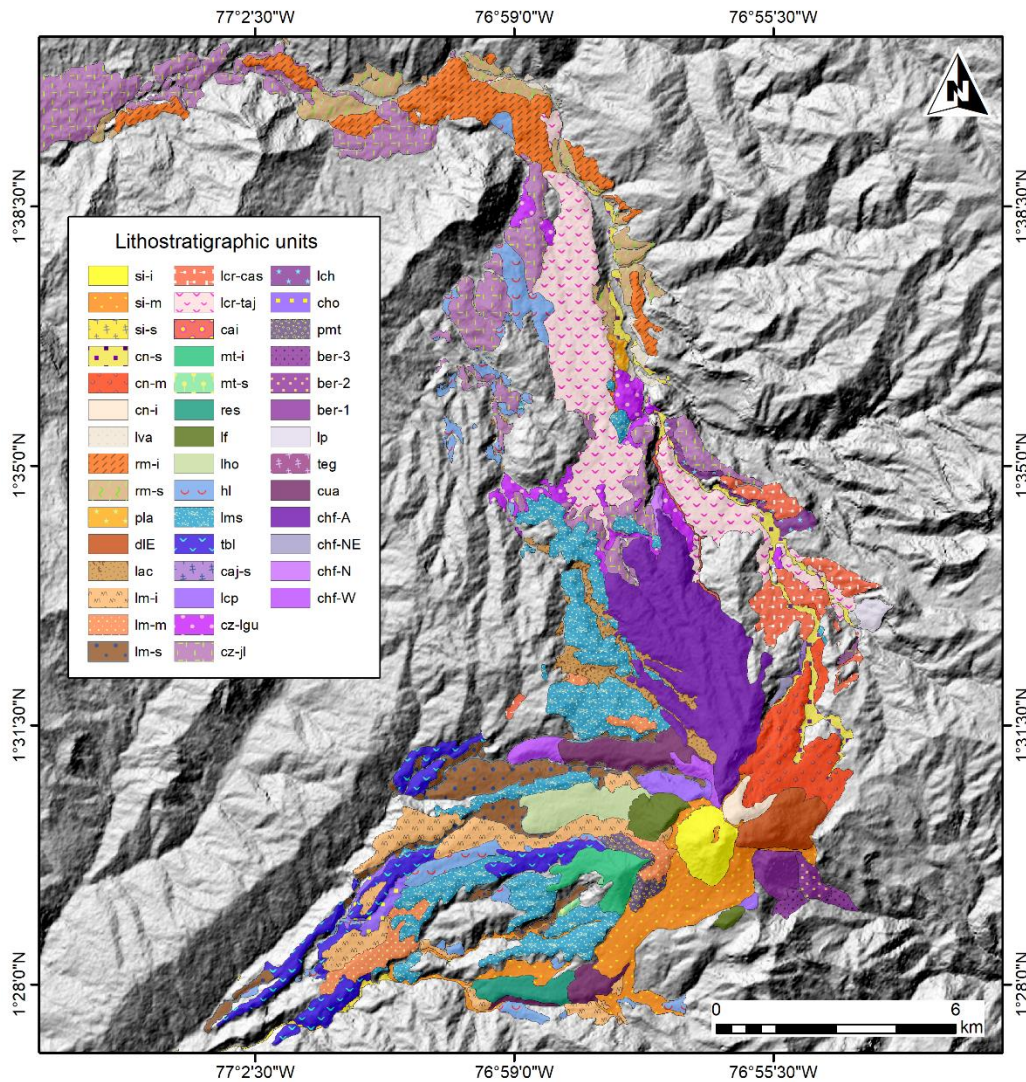 77°2'30"W 76°59'0"W 76°55'30"W
N
1°38'30"N 1°38'30"N
Lithostratigraphic units
si-i lcr-cas lch
si-m lcr-taj cho
si-s cai pmt
cn-s mt-i ber-3
cn-m mt-s ber-2
cn-i res ber-1
lva lf lp
rm-i lho teg
rm-s hl cua
pla lms chf-A
dlE tbl chf-NE
lac caj-s chf-N
lm-i lcp chf-W
lm-m cz-lgu
lm-s cz-jl
1°35'0"N 1°35'0"N
1°31'30"N 1°31'30"N
1°28'0"N 1°28'0"N
0 6
km
77°2'30"W 76°59'0"W 76°55'30"W